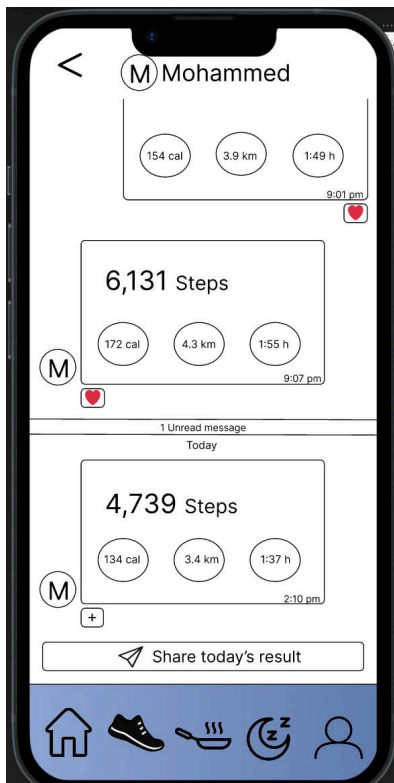 <
M Mohammed
154 cal 3.9 km 1:49 h
9:01 pm
6,131 Steps
172 cal 4.3 km 1:55 h
M
9:07 pm
1 Unread message
Today
4,739 Steps
134 cal 3.4 km 1:37 h
M
2:10 pm
+
Share today's result
z z